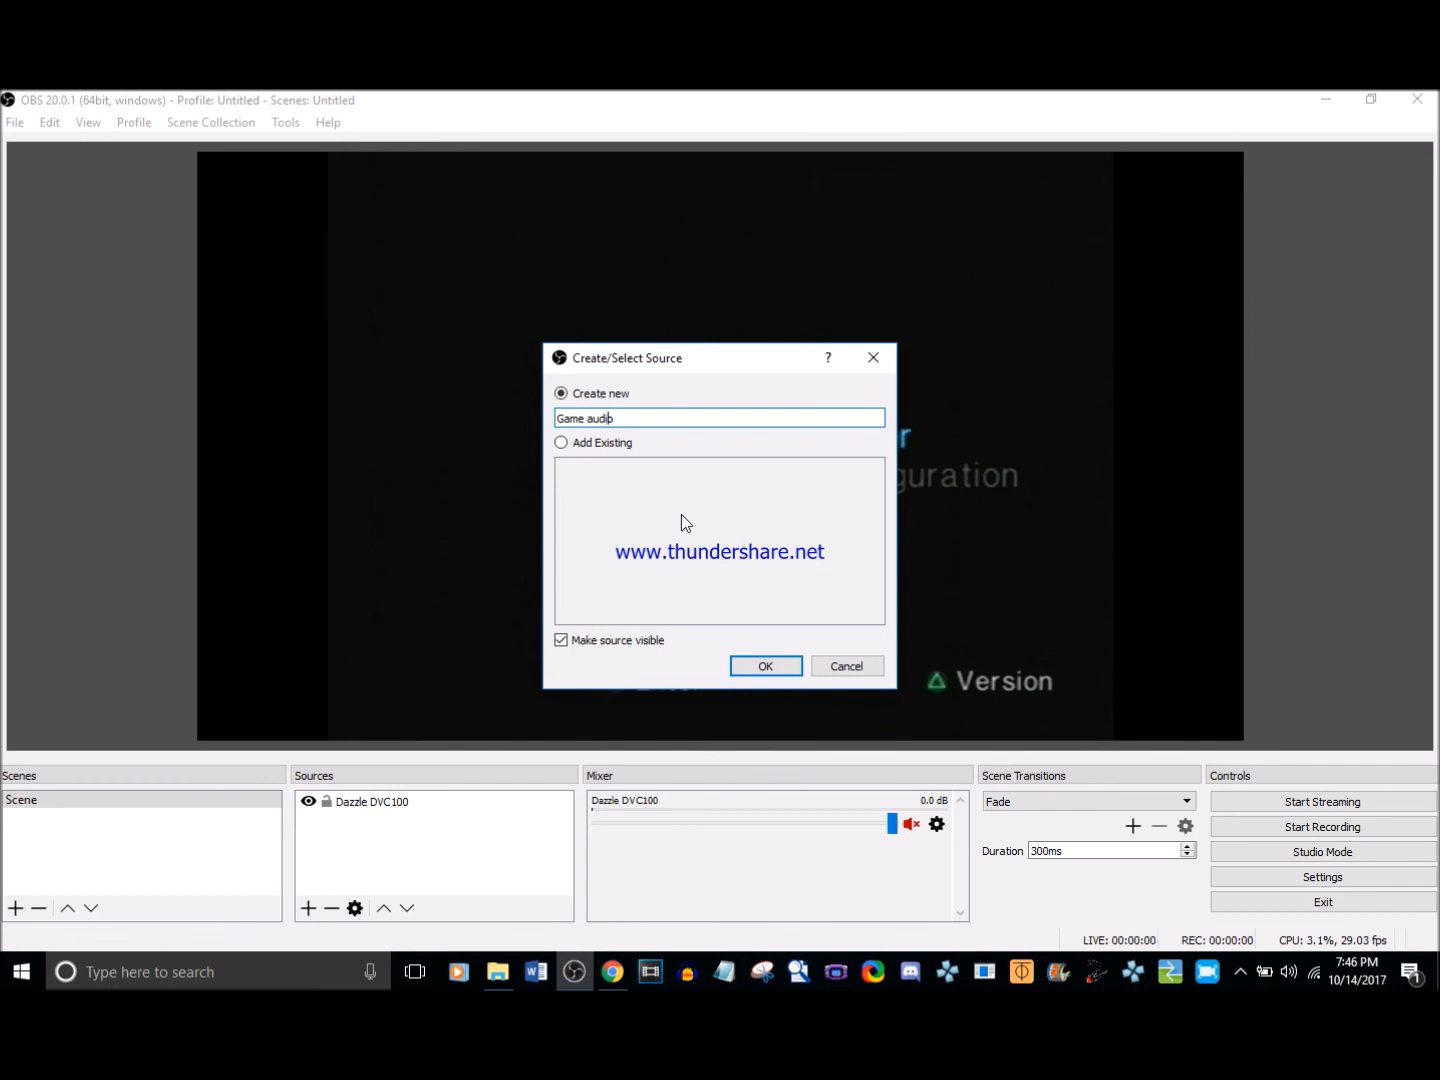 OBS 20.0.1 (64bit, windows) - Profile: Untitled - Scenes: Untitled
File Edit View Profile Scene Collection Tools Help
Create/Select Source ?
Create new
Game audio
Add Existing
www.thundershare.net
Make source visible
OK Cancel
r
guration
Version
Scenes Sources Mixer Scene Transitions Controls
Scene
Dazzle DVC100
Dazzle DVC100 0.0 dB
Fade
Duration 300ms
Start Streaming
Start Recording
Studio Mode
Settings
Exit
LIVE: 00:00:00 REC: 00:00:00 CPU: 3.1%, 29.03 fps
Type here to search
7:46 PM
10/14/2017
1